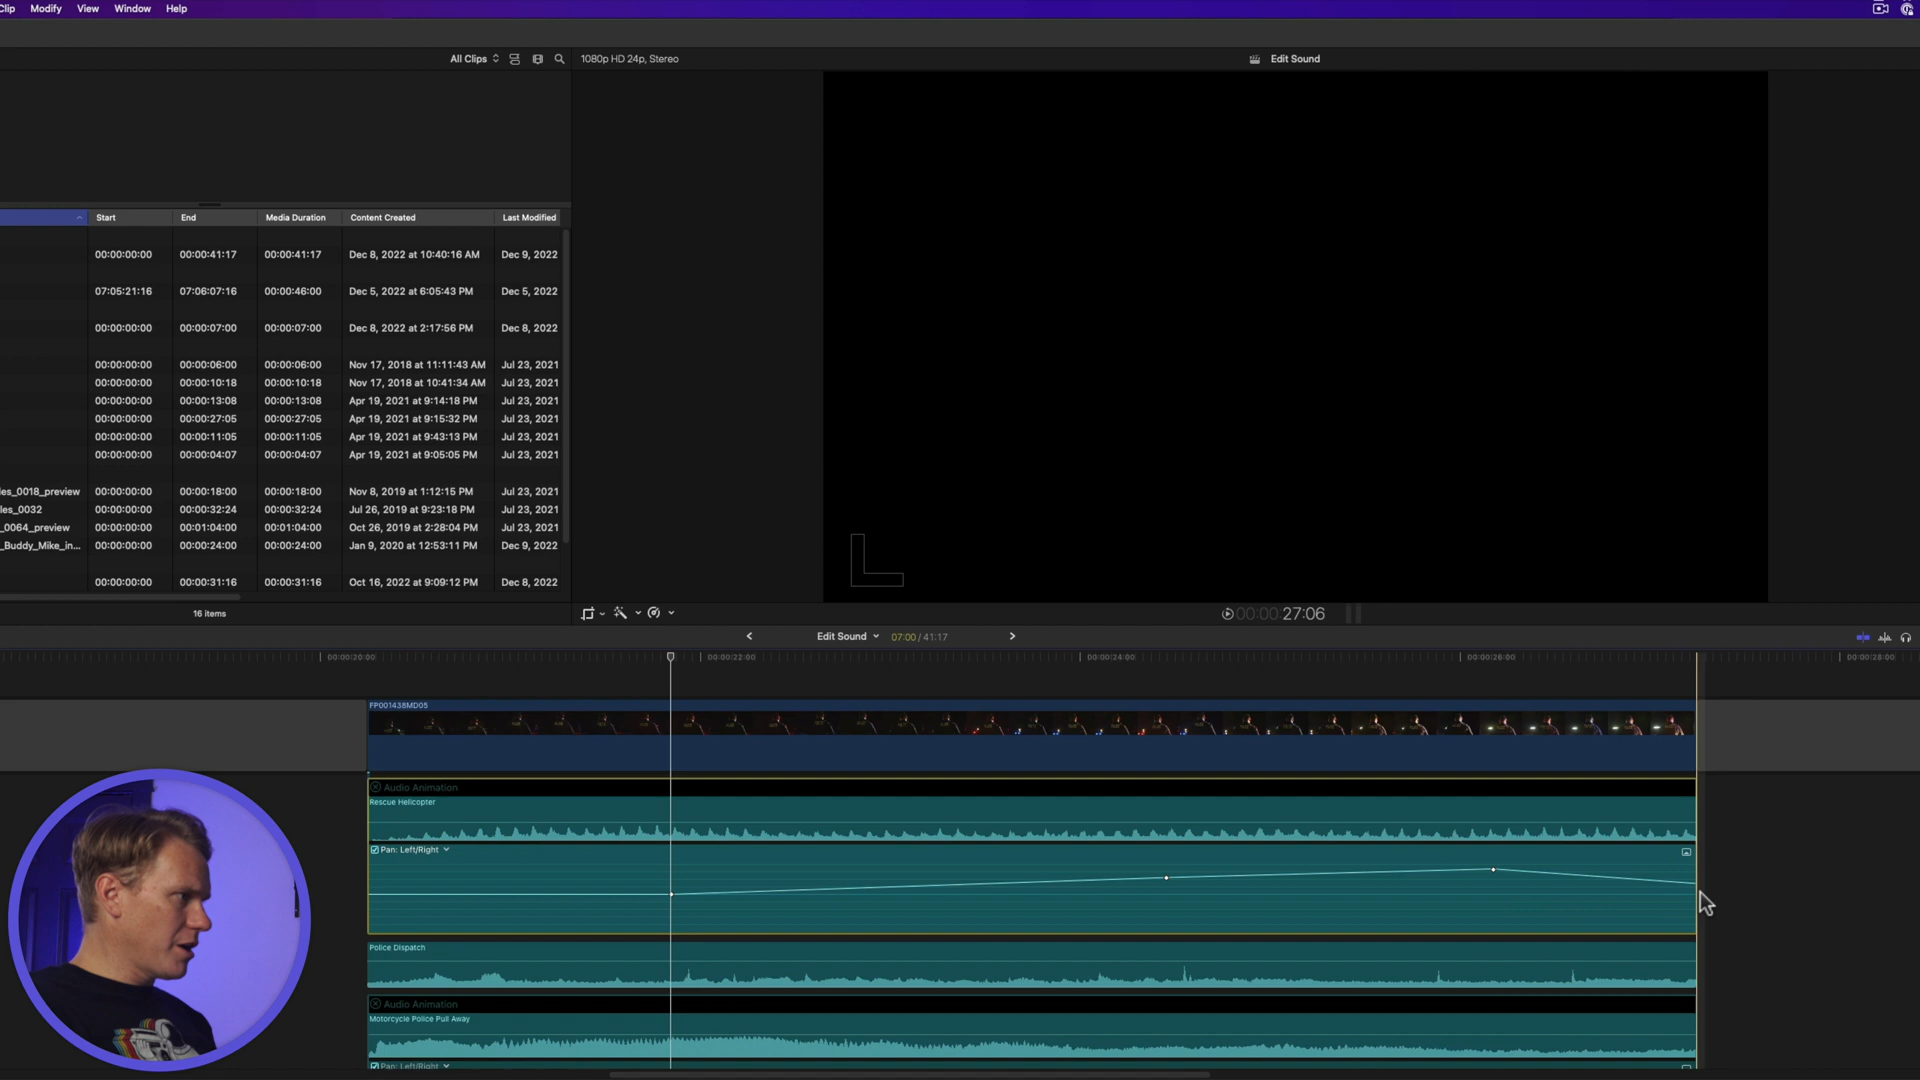 Clip Modify View Window Help
All Clips 1080p HD 24p, Stereo Edit Sound
Start End Media Duration Content Created Last Modified
00:00:00:00 00:00:41:17 00:00:41:17 Dec 8, 2022 at 10:40:16 AM Dec 9, 2022
07:05:21:16 07:06:07:16 00:00:46:00 Dec 5, 2022 at 6:05:43 PM Dec 5, 2022
00:00:00:00 00:00:07:00 00:00:07:00 Dec 8, 2022 at 2:17:56 PM Dec 8, 2022
00:00:00:00 00:00:06:00 00:00:06:00 Nov 17, 2018 at 11:11:43 AM Jul 23, 2021
00:00:00:00 00:00:10:18 00:00:10:18 Nov 17, 2018 at 10:41:34 AM Jul 23, 2021
00:00:00:00 00:00:13:08 00:00:13:08 Apr 19, 2021 at 9:14:18 PM Jul 23, 2021
00:00:00:00 00:00:27:05 00:00:27:05 Apr 19, 2021 at 9:15:32 PM Jul 23, 2021
00:00:00:00 00:00:11:05 00:00:11:05 Apr 19, 2021 at 9:43:13 PM Jul 23, 2021
00:00:00:00 00:00:04:07 00:00:04:07 Apr 19, 2021 at 9:05:05 PM Jul 23, 2021
les_0018_preview 00:00:00:00 00:00:18:00 00:00:18:00 Nov 8, 2019 at 1:12:15 PM Jul 23, 2021
les_0032 00:00:00:00 00:00:32:24 00:00:32:24 Jul 26, 2019 at 9:23:18 PM Jul 23, 2021
_0064_preview 00:00:00:00 00:01:04:00 00:01:04:00 Oct 26, 2019 at 2:28:04 PM Jul 23, 2021
_Buddy_Mike_in... 00:00:00:00 00:00:24:00 00:00:24:00 Jan 9, 2020 at 12:53:11 PM Dec 9, 2022
00:00:00:00 00:00:31:16 00:00:31:16 Oct 16, 2022 at 9:09:12 PM Dec 8, 2022
16 items 00:00:27:06
Edit Sound 07:00 / 41:17
00:00:20:00 00:00:22:00 00:00:24:00 00:00:26:00 00:00:28:00
FP001438MD05
Audio Animation
Rescue Helicopter
Pan: Left/Right
Police Dispatch
Audio Animation
Motorcycle Police Pull Away
Pan: Left/Right